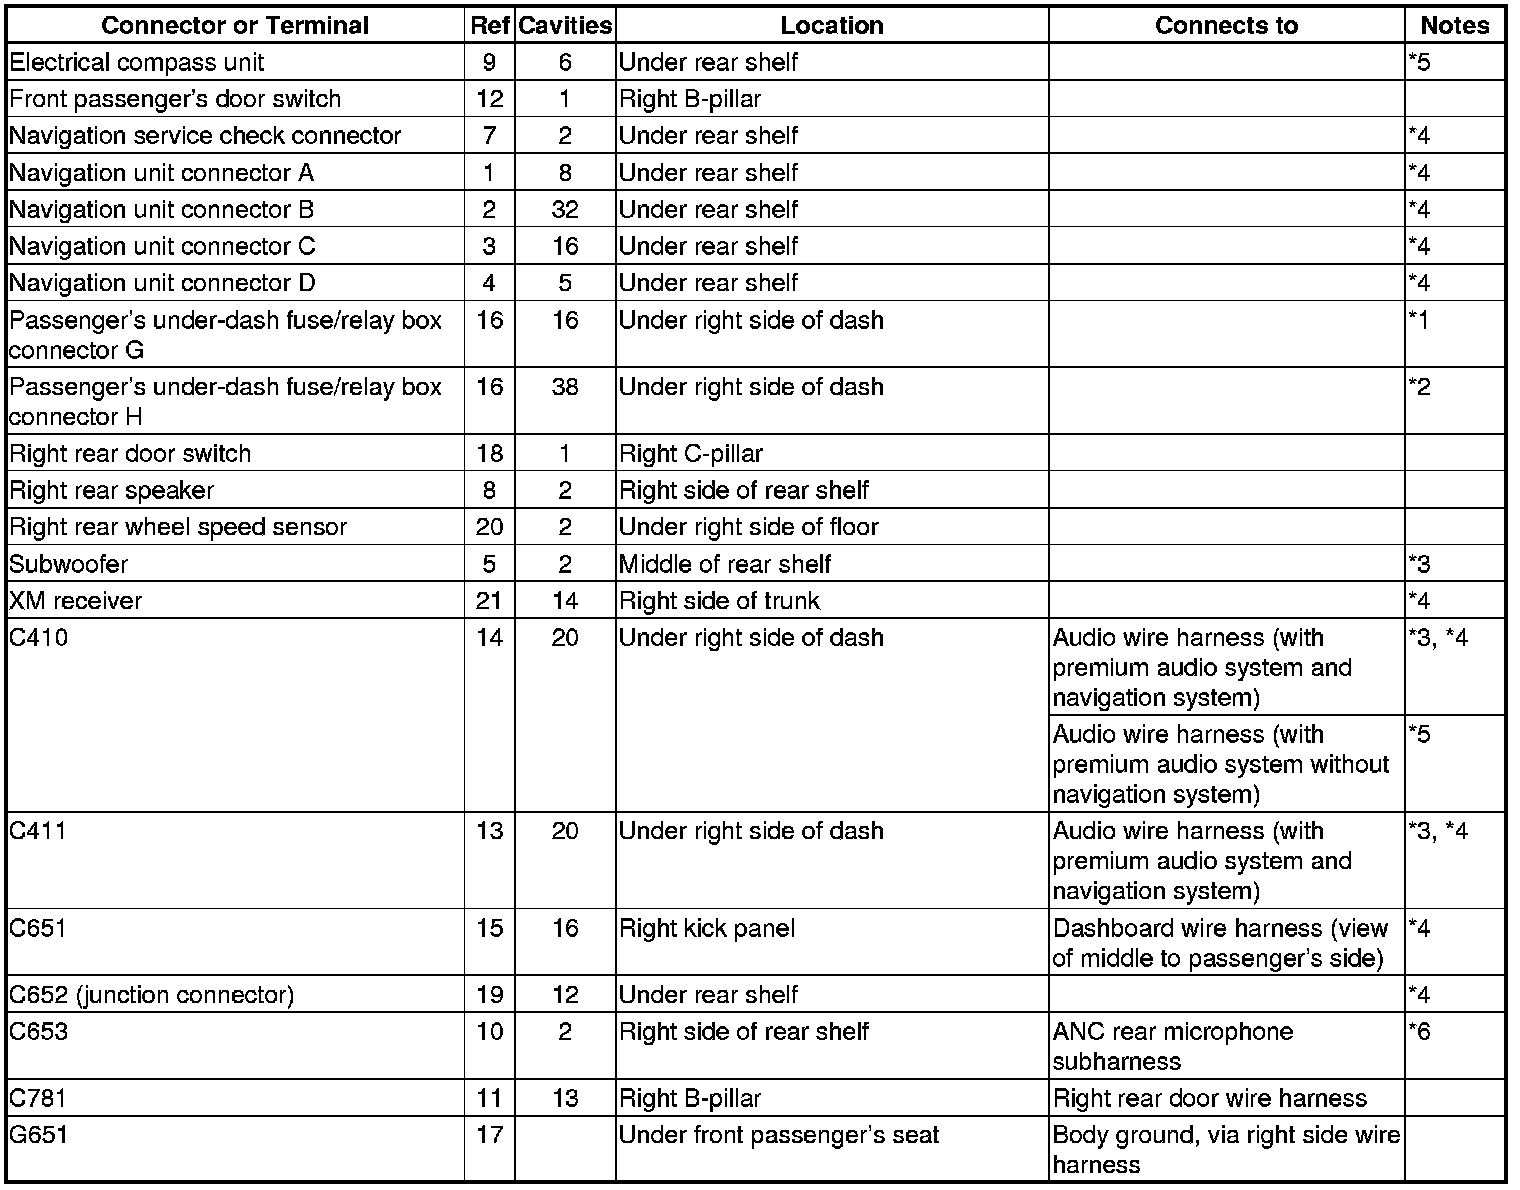 Connector or Terminal Ref Cavities Location Connects to Notes
Electrical compass unit 9 6 Under rear shelf *5
Front passenger's door switch 12 1 Right B-pillar
Navigation service check connector 7 2 Under rear shelf *4
Navigation unit connector A 1 8 Under rear shelf *4
Navigation unit connector B 2 32 Under rear shelf *4
Navigation unit connector C 3 16 Under rear shelf *4
Navigation unit connector D 4 5 Under rear shelf *4
Passenger's under-dash fuse/relay box 16 16 Under right side of dash *1
connector G
Passenger's under-dash fuse/relay box 16 38 Under right side of dash *2
connector H
Right rear door switch 18 1 Right C-pillar
Right rear speaker 8 2 Right side of rear shelf
Right rear wheel speed sensor 20 2 Under right side of floor
Subwoofer 5 2 Middle of rear shelf *3
XM receiver 21 14 Right side of trunk *4
C410 14 20 Under right side of dash Audio wire harness (with *3, *4
premium audio system and
navigation system)
Audio wire harness (with *5
premium audio system without
navigation system)
C411 13 20 Under right side of dash Audio wire harness (with *3, *4
premium audio system and
navigation system)
C651 15 16 Right kick panel Dashboard wire harness (view *4
of middle to passenger's side)
C652 (junction connector) 19 12 Under rear shelf *4
C653 10 2 Right side of rear shelf ANC rear microphone *6
subharness
C781 11 13 Right B-pillar Right rear door wire harness
G651 17 Under front passenger's seat Body ground, via right side wire
harness